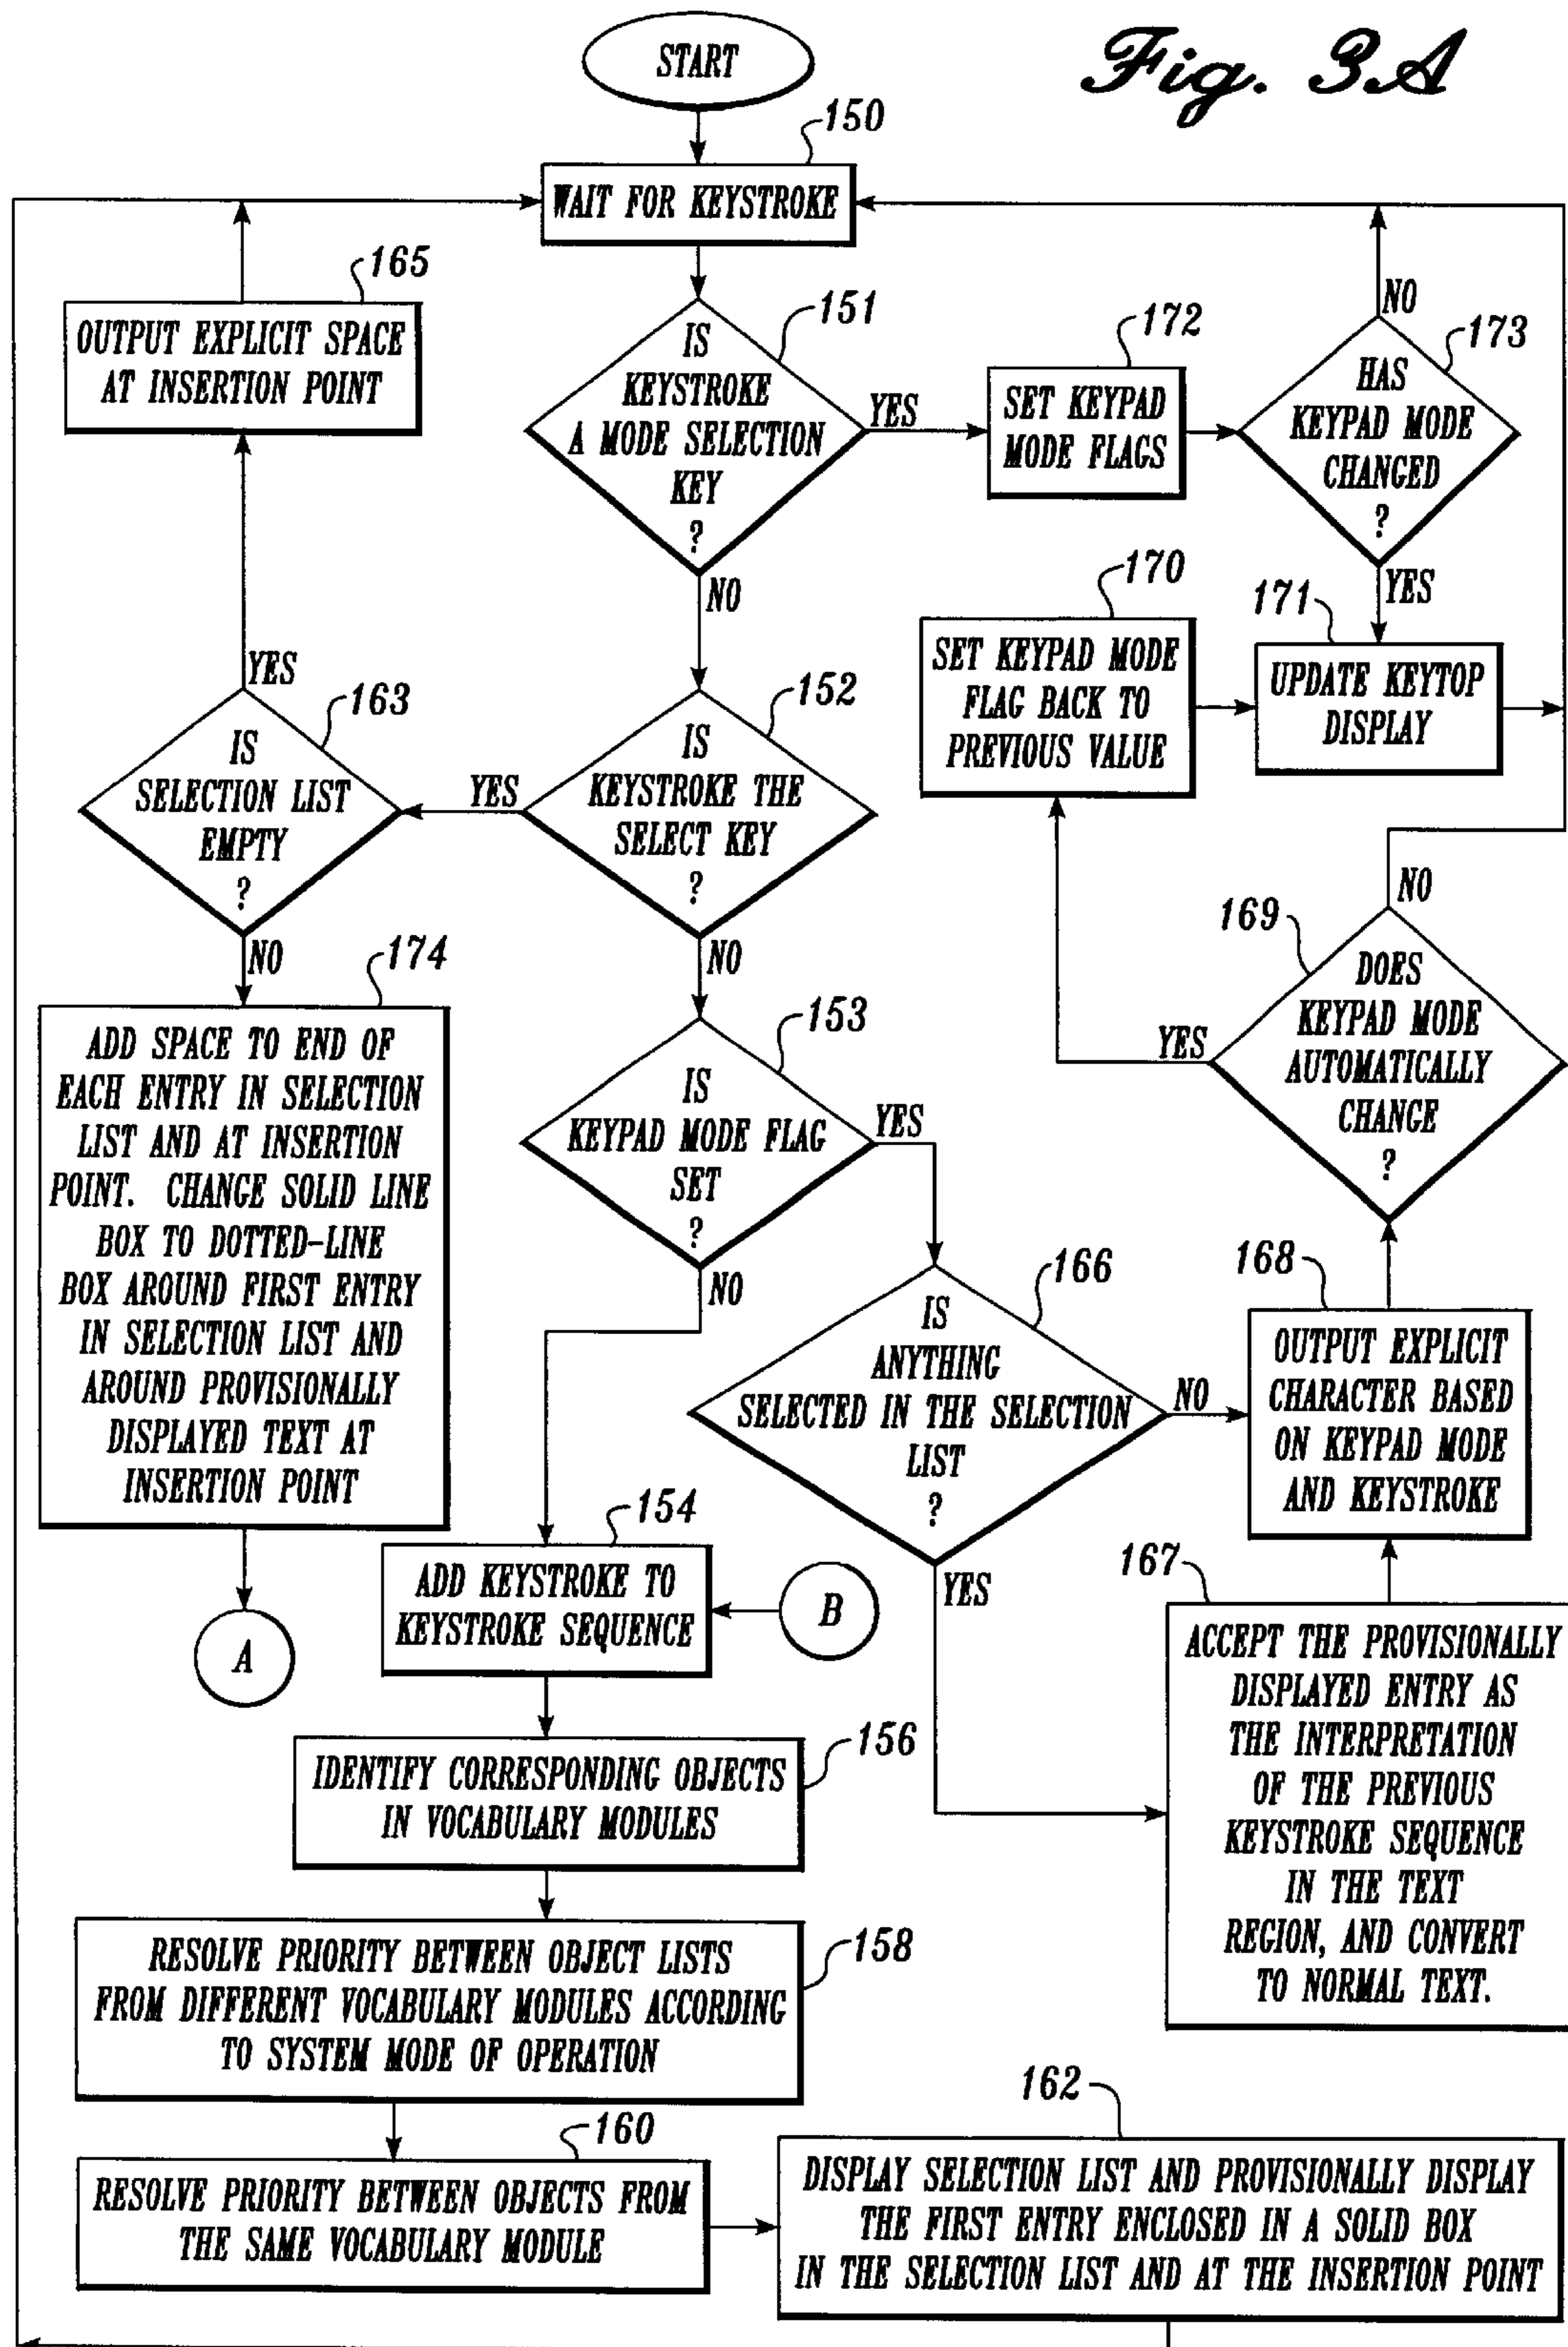 Fig. 3A
START
150
WAIT FOR KEYSTROKE
165
OUTPUT EXPLICIT SPACE
AT INSERTION POINT
151
IS
KEYSTROKE
A MODE SELECTION
KEY
?
YES
NO
172
SET KEYPAD
MODE FLAGS
NO
173
HAS
KEYPAD MODE
CHANGED
?
YES
170
SET KEYPAD MODE
FLAG BACK TO
PREVIOUS VALUE
171
UPDATE KEYTOP
DISPLAY
YES
163
IS
SELECTION LIST
EMPTY
?
NO
YES
152
IS
KEYSTROKE THE
SELECT KEY
?
NO
174
ADD SPACE TO END OF
EACH ENTRY IN SELECTION
LIST AND AT INSERTION
POINT. CHANGE SOLID LINE
BOX TO DOTTED-LINE
BOX AROUND FIRST ENTRY
IN SELECTION LIST AND
AROUND PROVISIONALLY
DISPLAYED TEXT AT
INSERTION POINT
A
153
IS
KEYPAD MODE FLAG
SET
?
YES
NO
NO
169
DOES
KEYPAD MODE
AUTOMATICALLY
CHANGE
?
YES
166
IS
ANYTHING
SELECTED IN THE SELECTION
LIST
?
NO
YES
168
OUTPUT EXPLICIT
CHARACTER BASED
ON KEYPAD MODE
AND KEYSTROKE
154
ADD KEYSTROKE TO
KEYSTROKE SEQUENCE
B
167
ACCEPT THE PROVISIONALLY
DISPLAYED ENTRY AS
THE INTERPRETATION
OF THE PREVIOUS
KEYSTROKE SEQUENCE
IN THE TEXT
REGION, AND CONVERT
TO NORMAL TEXT.
156
IDENTIFY CORRESPONDING OBJECTS
IN VOCABULARY MODULES
158
RESOLVE PRIORITY BETWEEN OBJECT LISTS
FROM DIFFERENT VOCABULARY MODULES ACCORDING
TO SYSTEM MODE OF OPERATION
160
RESOLVE PRIORITY BETWEEN OBJECTS FROM
THE SAME VOCABULARY MODULE
162
DISPLAY SELECTION LIST AND PROVISIONALLY DISPLAY
THE FIRST ENTRY ENCLOSED IN A SOLID BOX
IN THE SELECTION LIST AND AT THE INSERTION POINT